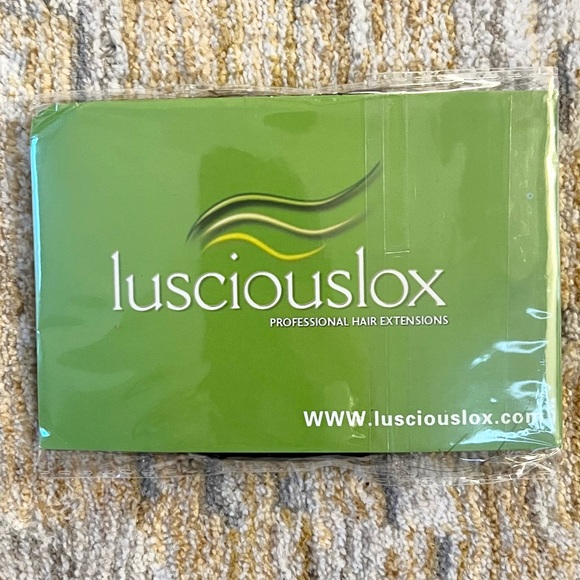 lusciouslox
PROFESSIONAL HAIR EXTENSIONS
WWW.lusciouslox.com